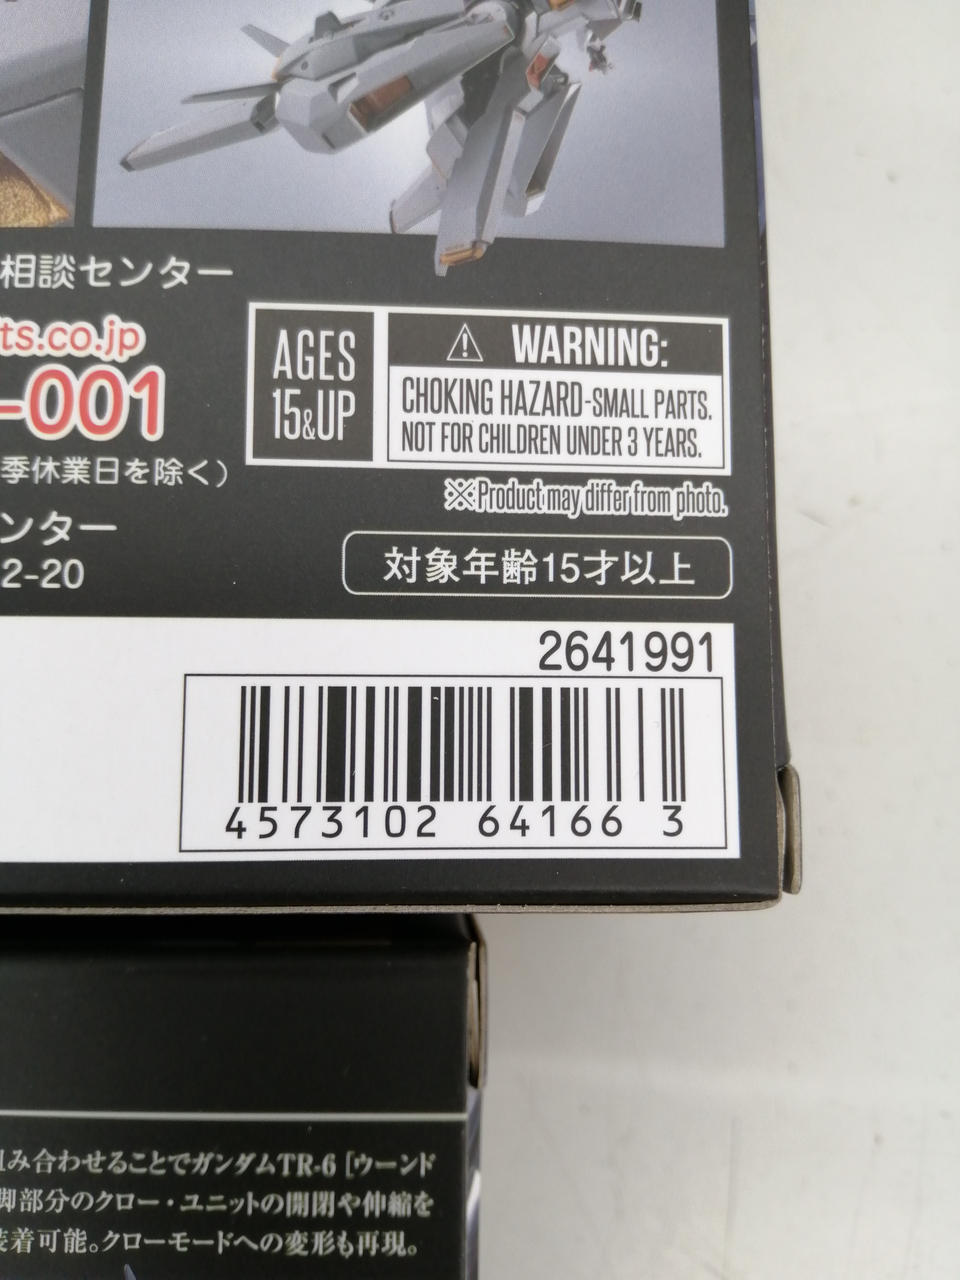 相談センター
ts.co.jp
-001
季休業日を除く）
ンター
2-20
AGES
15&UP
⚠ WARNING:
CHOKING HAZARD-SMALL PARTS.
NOT FOR CHILDREN UNDER 3 YEARS.
※Product may differ from photo.
対象年齢15才以上
2641991
4573102 64166 3
み合わせることでガンダムTR-6［ウーンド
脚部分のクロー・ユニットの開閉や伸縮を
装着可能。クローモードへの変形も再現。